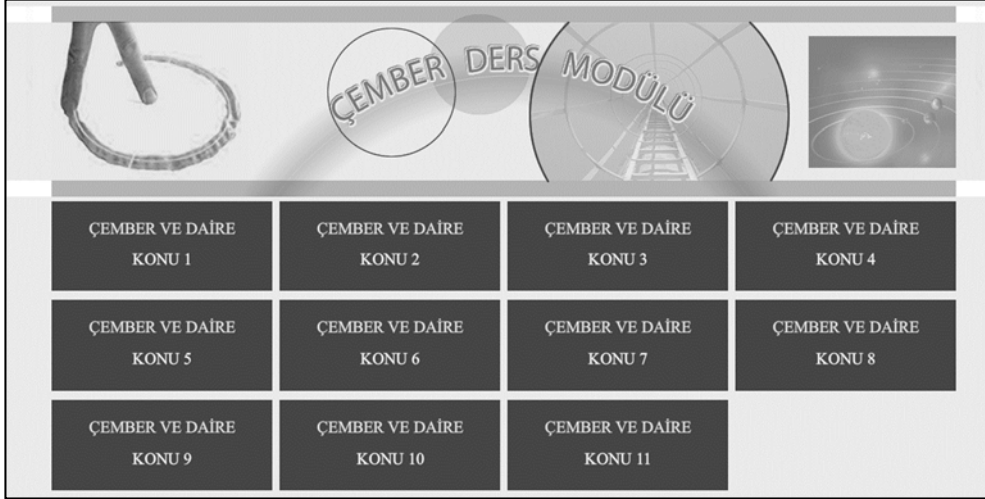 ÇEMBER DERS MODÜLÜ
ÇEMBER VE DAİRE
KONU 1
ÇEMBER VE DAİRE
KONU 2
ÇEMBER VE DAİRE
KONU 3
ÇEMBER VE DAİRE
KONU 4
ÇEMBER VE DAİRE
KONU 5
ÇEMBER VE DAİRE
KONU 6
ÇEMBER VE DAİRE
KONU 7
ÇEMBER VE DAİRE
KONU 8
ÇEMBER VE DAİRE
KONU 9
ÇEMBER VE DAİRE
KONU 10
ÇEMBER VE DAİRE
KONU 11